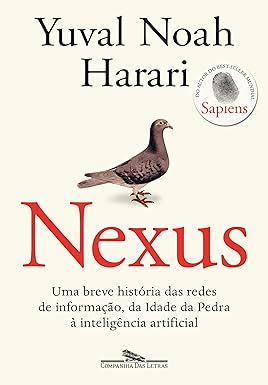 Yuval Noah
Harari
DO AUTOR DO BEST-SELLER MUNDIAL
Sapiens
Nexus
Uma breve história das redes
de informação, da Idade da Pedra
à inteligência artificial
COMPANHIA DAS LETRAS